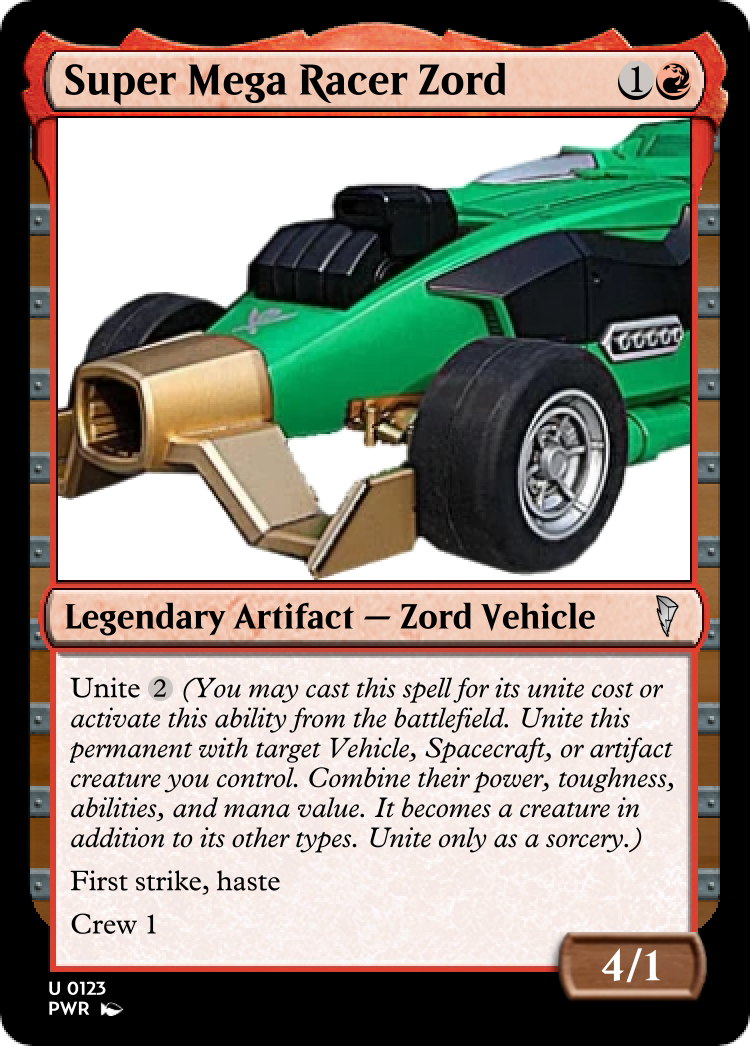 Super Mega Racer Zord 1
Legendary Artifact — Zord Vehicle
Unite 2 (You may cast this spell for its unite cost or
activate this ability from the battlefield. Unite this
permanent with target Vehicle, Spacecraft, or artifact
creature you control. Combine their power, toughness,
abilities, and mana value. It becomes a creature in
addition to its other types. Unite only as a sorcery.)
First strike, haste
Crew 1
4/1
U 0123
PWR